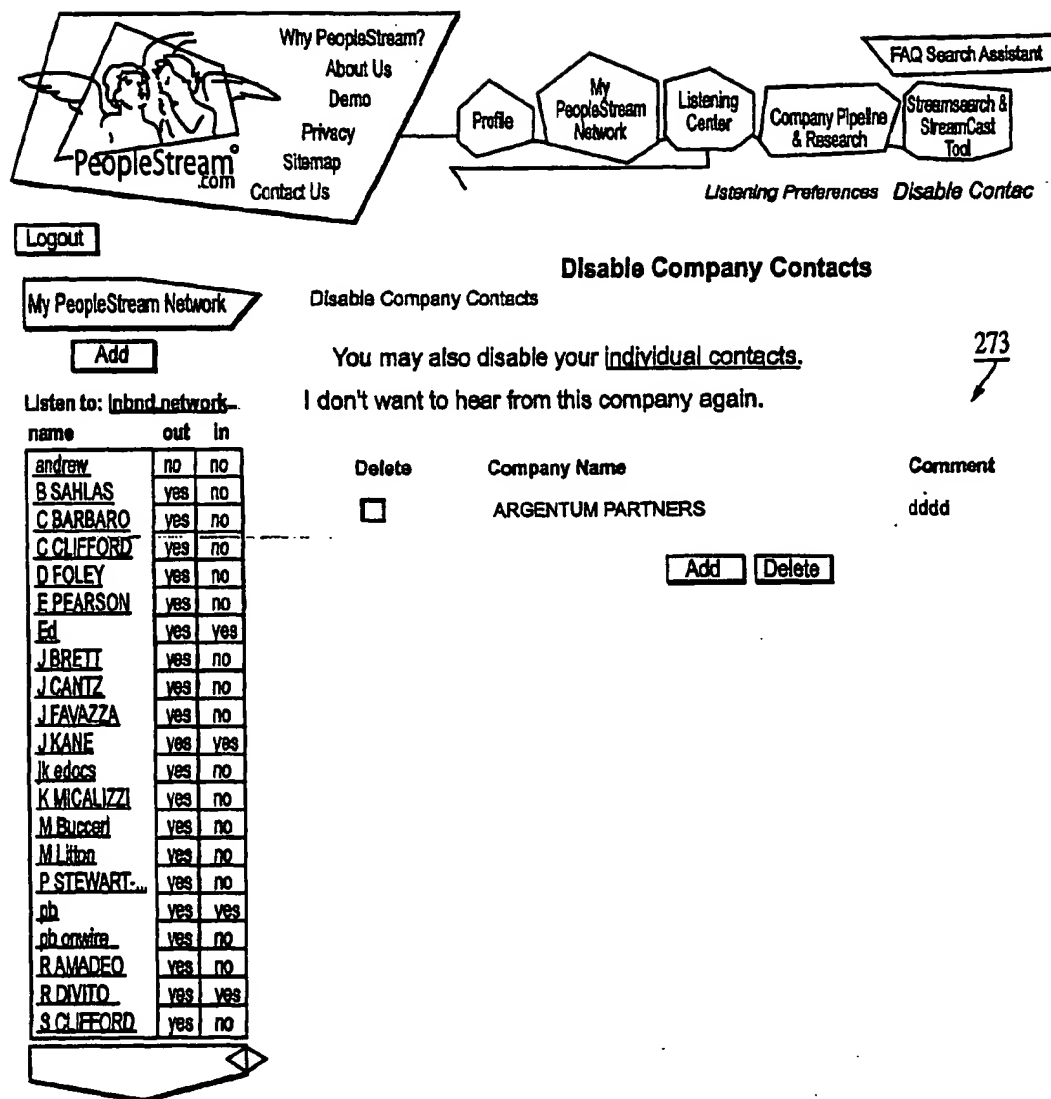 Why PeopleStream?
About Us
Demo
Privacy
Sitemap
Contact Us
PeopleStream
.com
FAQ Search Assistant
Profile
My PeopleStream Network
Listening Center
Company Pipeline & Research
Streamsearch & StreamCast Tool
Listening Preferences Disable Contac
Logout
Disable Company Contacts
My PeopleStream Network
Disable Company Contacts
Add
You may also disable your individual contacts.
273
Listen to: Inbnd network
I don't want to hear from this company again.
name out in
andrew no no
B SAHLAS yes no
C BARBARO yes no
C CLIFFORD yes no
D FOLEY yes no
E PEARSON yes no
Ed yes yes
J BRETT yes no
J CANTZ yes no
J FAVAZZA yes no
J KANE yes yes
jk edocs yes no
K MICALIZZI yes no
M Bucceri yes no
M Litton yes no
P STEWART-... yes no
pb yes yes
pb onwire yes no
R AMADEO yes no
R DIVITO yes yes
S CLIFFORD yes no
Delete Company Name Comment
ARGENTUM PARTNERS dddd
Add Delete